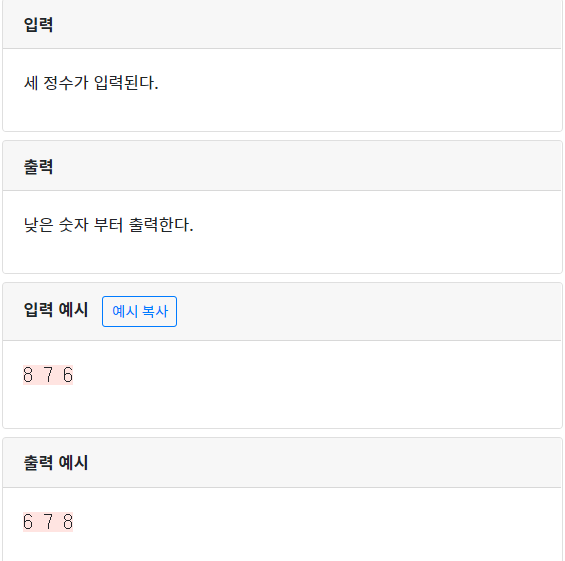 입력
세 정수가 입력된다.
출력
낮은 숫자 부터 출력한다.
입력 예시 예시 복사
8 7 6
출력 예시
6 7 8